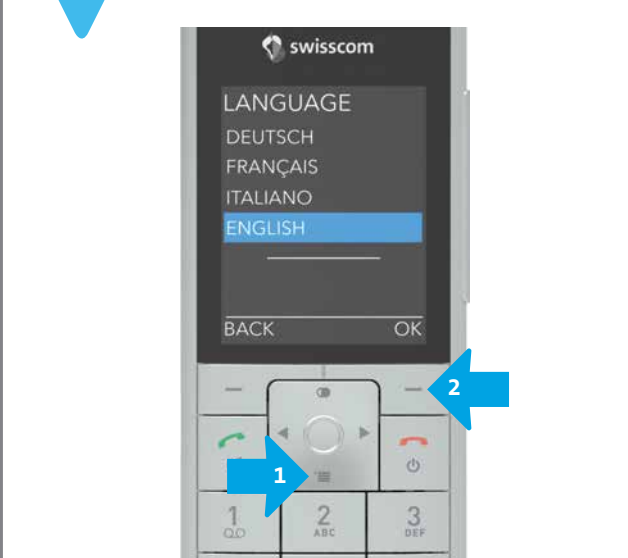 swisscom
LANGUAGE
DEUTSCH
FRANÇAIS
ITALIANO
ENGLISH
BACK OK
2
1
1 2 3
ABC DEF